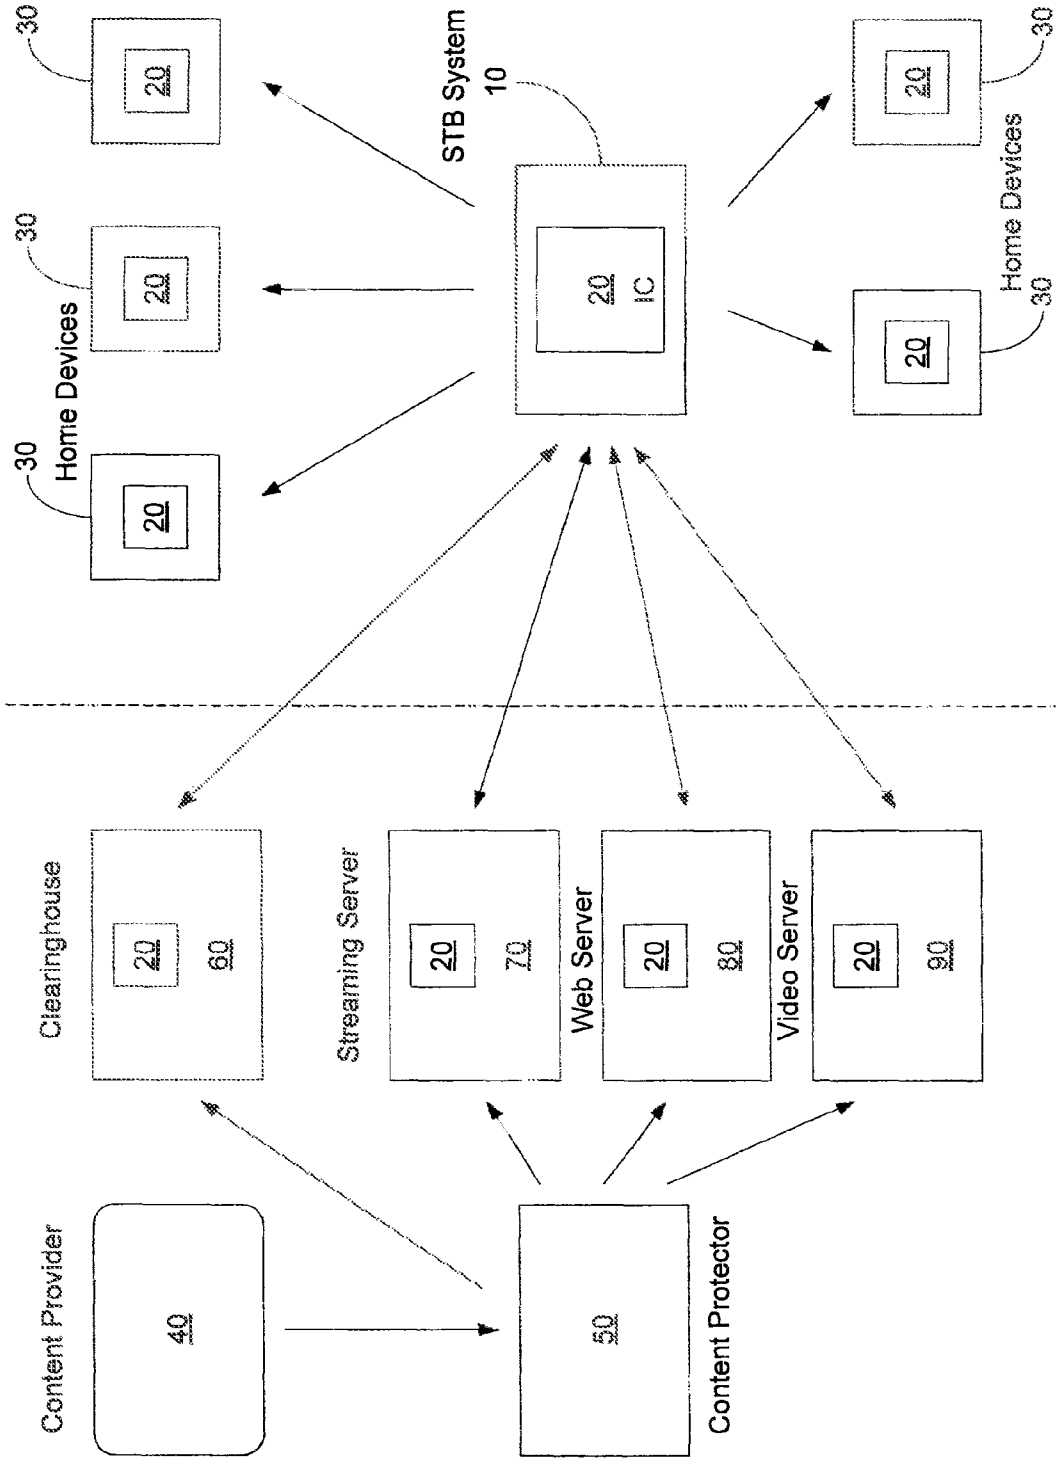 Content Provider
40
Content Protector
50
Clearinghouse
20
60
Streaming Server
20
70
Web Server
20
80
Video Server
20
90
STB System
10
20
IC
Home Devices
30
20
30
20
30
20
Home Devices
30
20
30
20